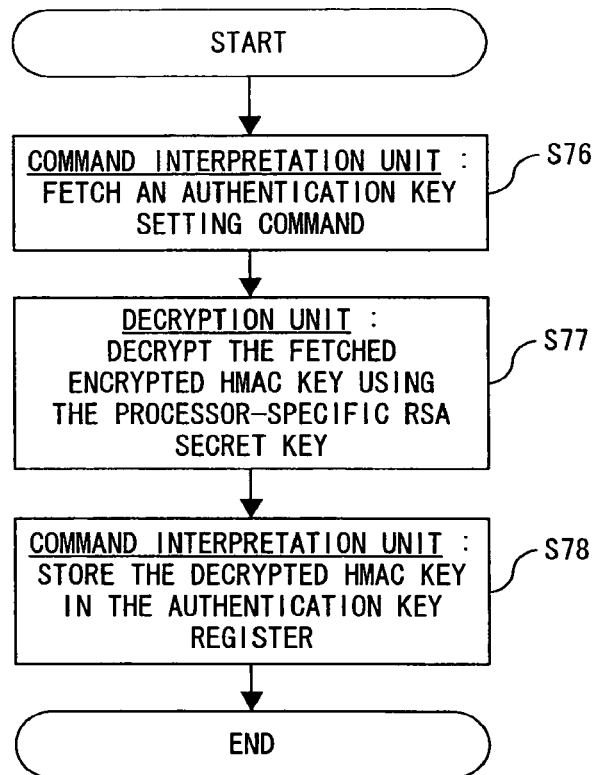 START
COMMAND INTERPRETATION UNIT :
FETCH AN AUTHENTICATION KEY
SETTING COMMAND
S76
DECRYPTION UNIT :
DECRYPT THE FETCHED
ENCRYPTED HMAC KEY USING
THE PROCESSOR-SPECIFIC RSA
SECRET KEY
S77
COMMAND INTERPRETATION UNIT :
STORE THE DECRYPTED HMAC KEY
IN THE AUTHENTICATION KEY
REGISTER
S78
END